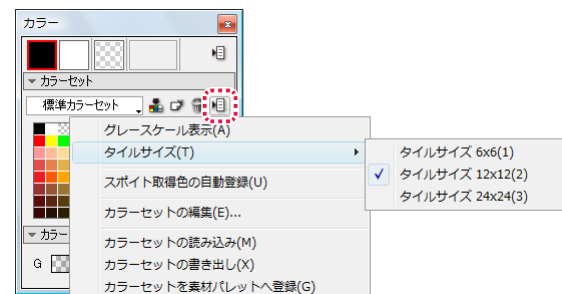 カラー
カラーセット
標準カラーセット
グレースケール表示(A)
タイルサイズ(T)
タイルサイズ 6x6(1)
タイルサイズ 12x12(2)
タイルサイズ 24x24(3)
スポイト取得色の自動登録(U)
カラーセットの編集(E)...
カラー
カラーセットの読み込み(M)
G
カラーセットの書き出し(X)
カラーセットを素材パレットへ登録(G)